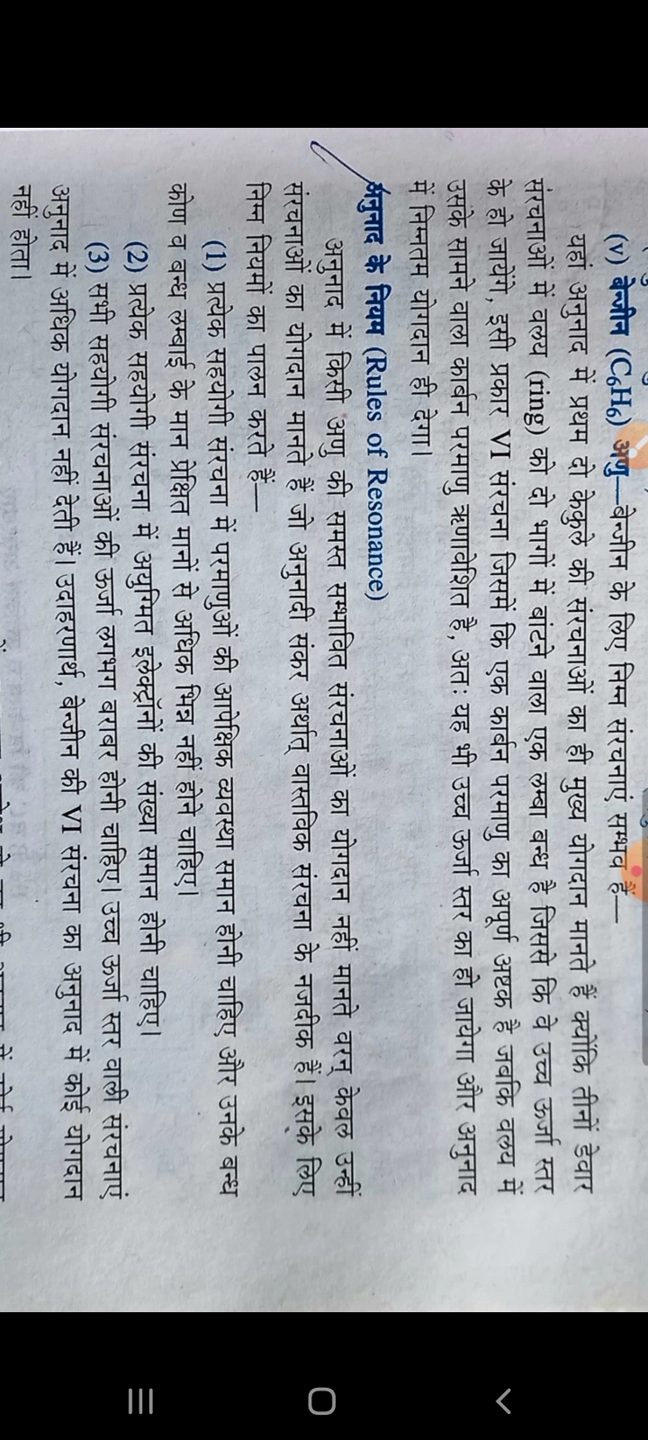 (v) बेन्जीन (C₆H₆) अणु—बेन्जीन के लिए निम्न संरचनाएं सम्भव हैं—
यहां अनुनाद में प्रथम दो केकुले की संरचनाओं का ही मुख्य योगदान मानते हैं क्योंकि तीनों डेवार
संरचनाओं में वलय (ring) को दो भागों में बांटने वाला एक लम्बा बन्ध है जिससे कि वे उच्च ऊर्जा स्तर
के हो जायेंगे, इसी प्रकार VI संरचना जिसमें कि एक कार्बन परमाणु का अपूर्ण अष्टक है जबकि वलय में
उसके सामने वाला कार्बन परमाणु ऋणावेशित है, अतः यह भी उच्च ऊर्जा स्तर का हो जायेगा और अनुनाद
में निम्नतम योगदान ही देगा।
अनुनाद के नियम (Rules of Resonance)
अनुनाद में किसी अणु की समस्त सम्भावित संरचनाओं का योगदान नहीं मानते वरन् केवल उन्हीं
संरचनाओं का योगदान मानते हैं जो अनुनादी संकर अर्थात् वास्तविक संरचना के नजदीक हैं। इसके लिए
निम्न नियमों का पालन करते हैं—
(1) प्रत्येक सहयोगी संरचना में परमाणुओं की आपेक्षिक व्यवस्था समान होनी चाहिए और उनके बन्ध
कोण व बन्ध लम्बाई के मान प्रेक्षित मानों से अधिक भिन्न नहीं होने चाहिए।
(2) प्रत्येक सहयोगी संरचना में अयुग्मित इलेक्ट्रॉनों की संख्या समान होनी चाहिए।
(3) सभी सहयोगी संरचनाओं की ऊर्जा लगभग बराबर होनी चाहिए। उच्च ऊर्जा स्तर वाली संरचनाएं
अनुनाद में अधिक योगदान नहीं देती हैं। उदाहरणार्थ, बेन्जीन की VI संरचना का अनुनाद में कोई योगदान
नहीं होता।